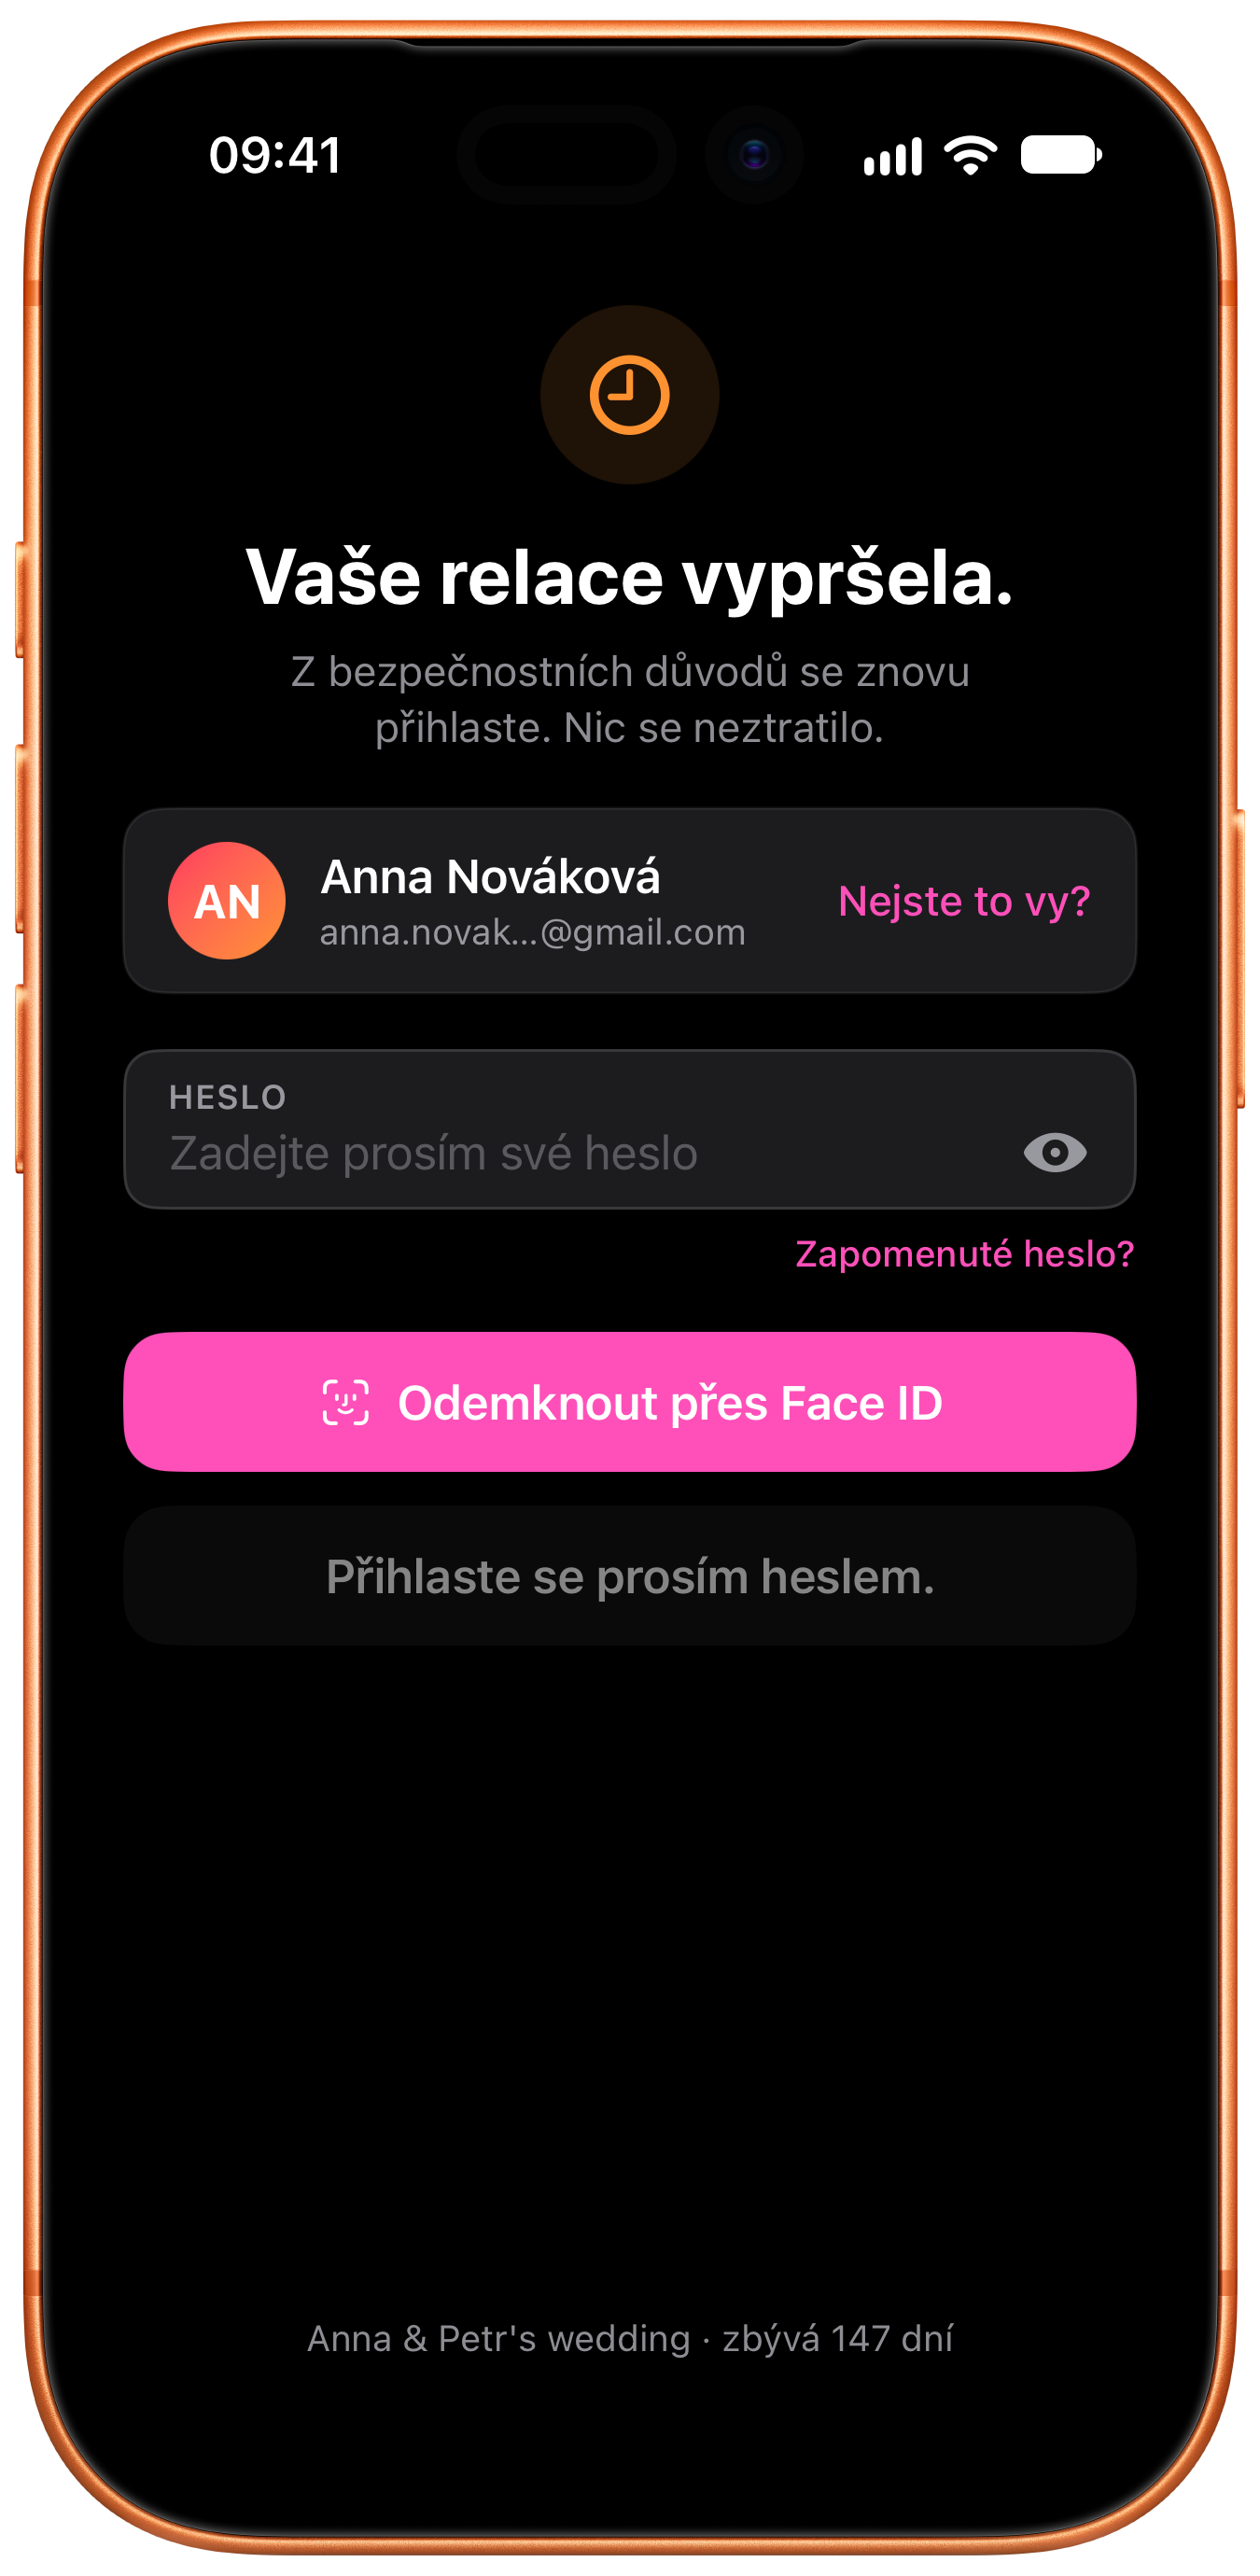 09:41
Vaše relace vypršela.
Z bezpečnostních důvodů se znovu
přihlaste. Nic se neztratilo.
AN
Anna Nováková
anna.novak...@gmail.com
Nejste to vy?
HESLO
Zadejte prosím své heslo
Zapomenuté heslo?
Odemknout přes Face ID
Přihlaste se prosím heslem.
Anna & Petr's wedding · zbývá 147 dní